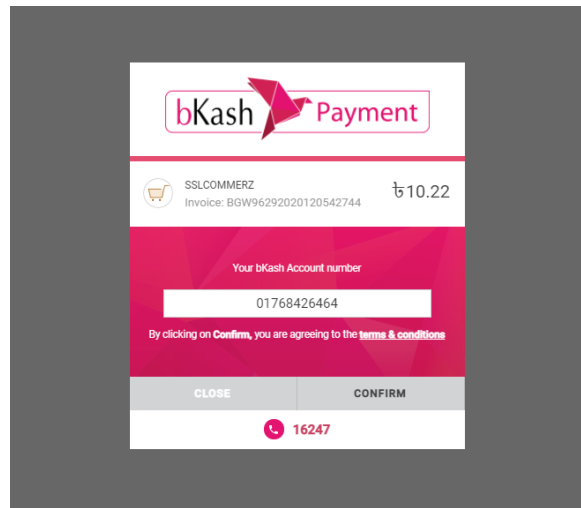 bKash Payment
SSLCOMMERZ
৳10.22
Invoice: BGW96292020120542744
Your bKash Account number
01768426464
By clicking on Confirm, you are agreeing to the terms & conditions
CLOSE CONFIRM
16247